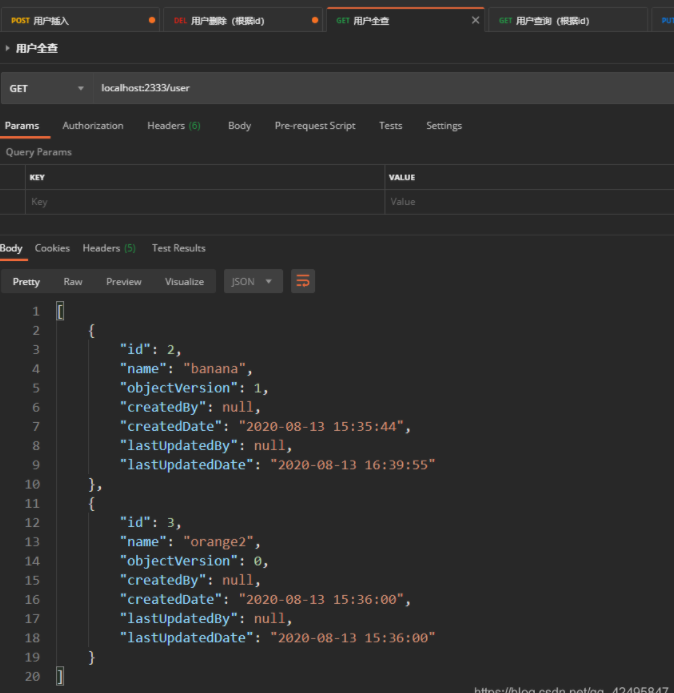 POST 用户插入 DEL 用户删除（根据id） GET 用户全查 GET 用户查询（根据id） PU
用户全查
GET localhost:2333/user
Params Authorization Headers (6) Body Pre-request Script Tests Settings
Query Params
KEY VALUE
Key Value
Body Cookies Headers (5) Test Results
Pretty Raw Preview Visualize JSON
1 [
2 {
3 "id": 2,
4 "name": "banana",
5 "objectVersion": 1,
6 "createdBy": null,
7 "createdDate": "2020-08-13 15:35:44",
8 "lastUpdatedBy": null,
9 "lastUpdatedDate": "2020-08-13 16:39:55"
10 },
11 {
12 "id": 3,
13 "name": "orange2",
14 "objectVersion": 0,
15 "createdBy": null,
16 "createdDate": "2020-08-13 15:36:00",
17 "lastUpdatedBy": null,
18 "lastUpdatedDate": "2020-08-13 15:36:00"
19 }
20 ]
https://blog.csdn.net/qq_42495847